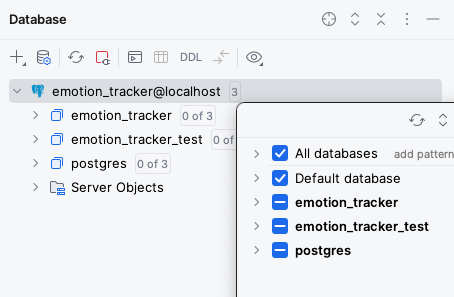 Database
DDL
emotion_tracker@localhost 3
emotion_tracker 0 of 3
emotion_tracker_test 0 of
postgres 0 of 3
Server Objects
All databases add pattern
Default database
emotion_tracker
emotion_tracker_test
postgres